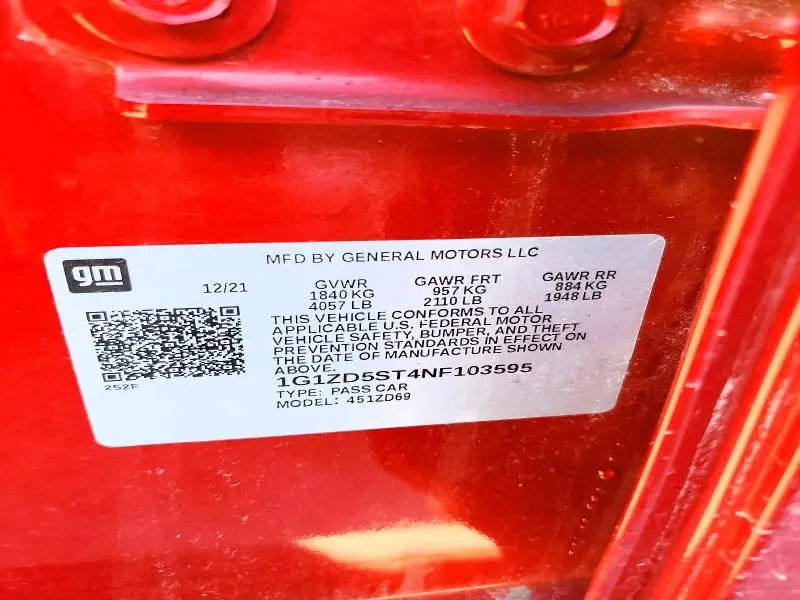 gm
MFD BY GENERAL MOTORS LLC
12/21
GVWR GAWR FRT GAWR RR
1840 KG 957 KG 884 KG
4057 LB 2110 LB 1948 LB
THIS VEHICLE CONFORMS TO ALL
APPLICABLE U.S. FEDERAL MOTOR
VEHICLE SAFETY, BUMPER, AND THEFT
PREVENTION STANDARDS IN EFFECT ON
THE DATE OF MANUFACTURE SHOWN
ABOVE.
1G1ZD5ST4NF103595
TYPE: PASS CAR
MODEL: 451ZD69
252F